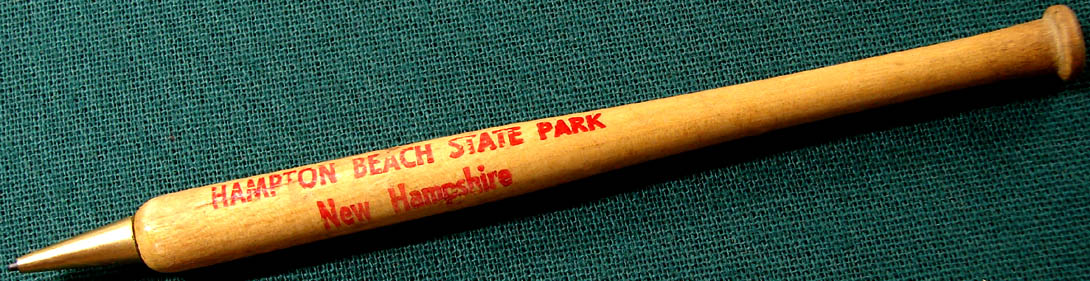 HAMPTON BEACH STATE PARK
New Hampshire